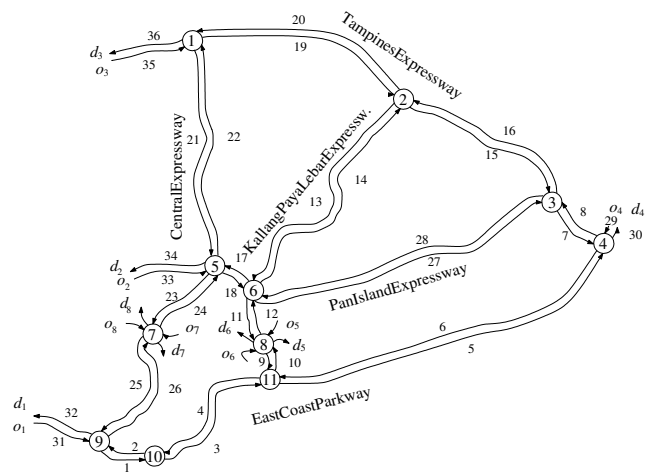 20
TampinesExpressway
36
1
19
d3
o3
35
2
16
15
CentralExpressway
21
22
KallangPayaLebarExpressw.
14
13
3
8
o4
d4
29
7
30
4
34
17
5
28
d2
o2
33
18
6
27
PanIslandExpressway
23
d8
24
11
12
o5
6
o8
o7
7
d6
8
d5
5
d7
o6
9
10
11
25
26
EastCoastParkway
d1
32
4
o1
31
9
2
10
3
1